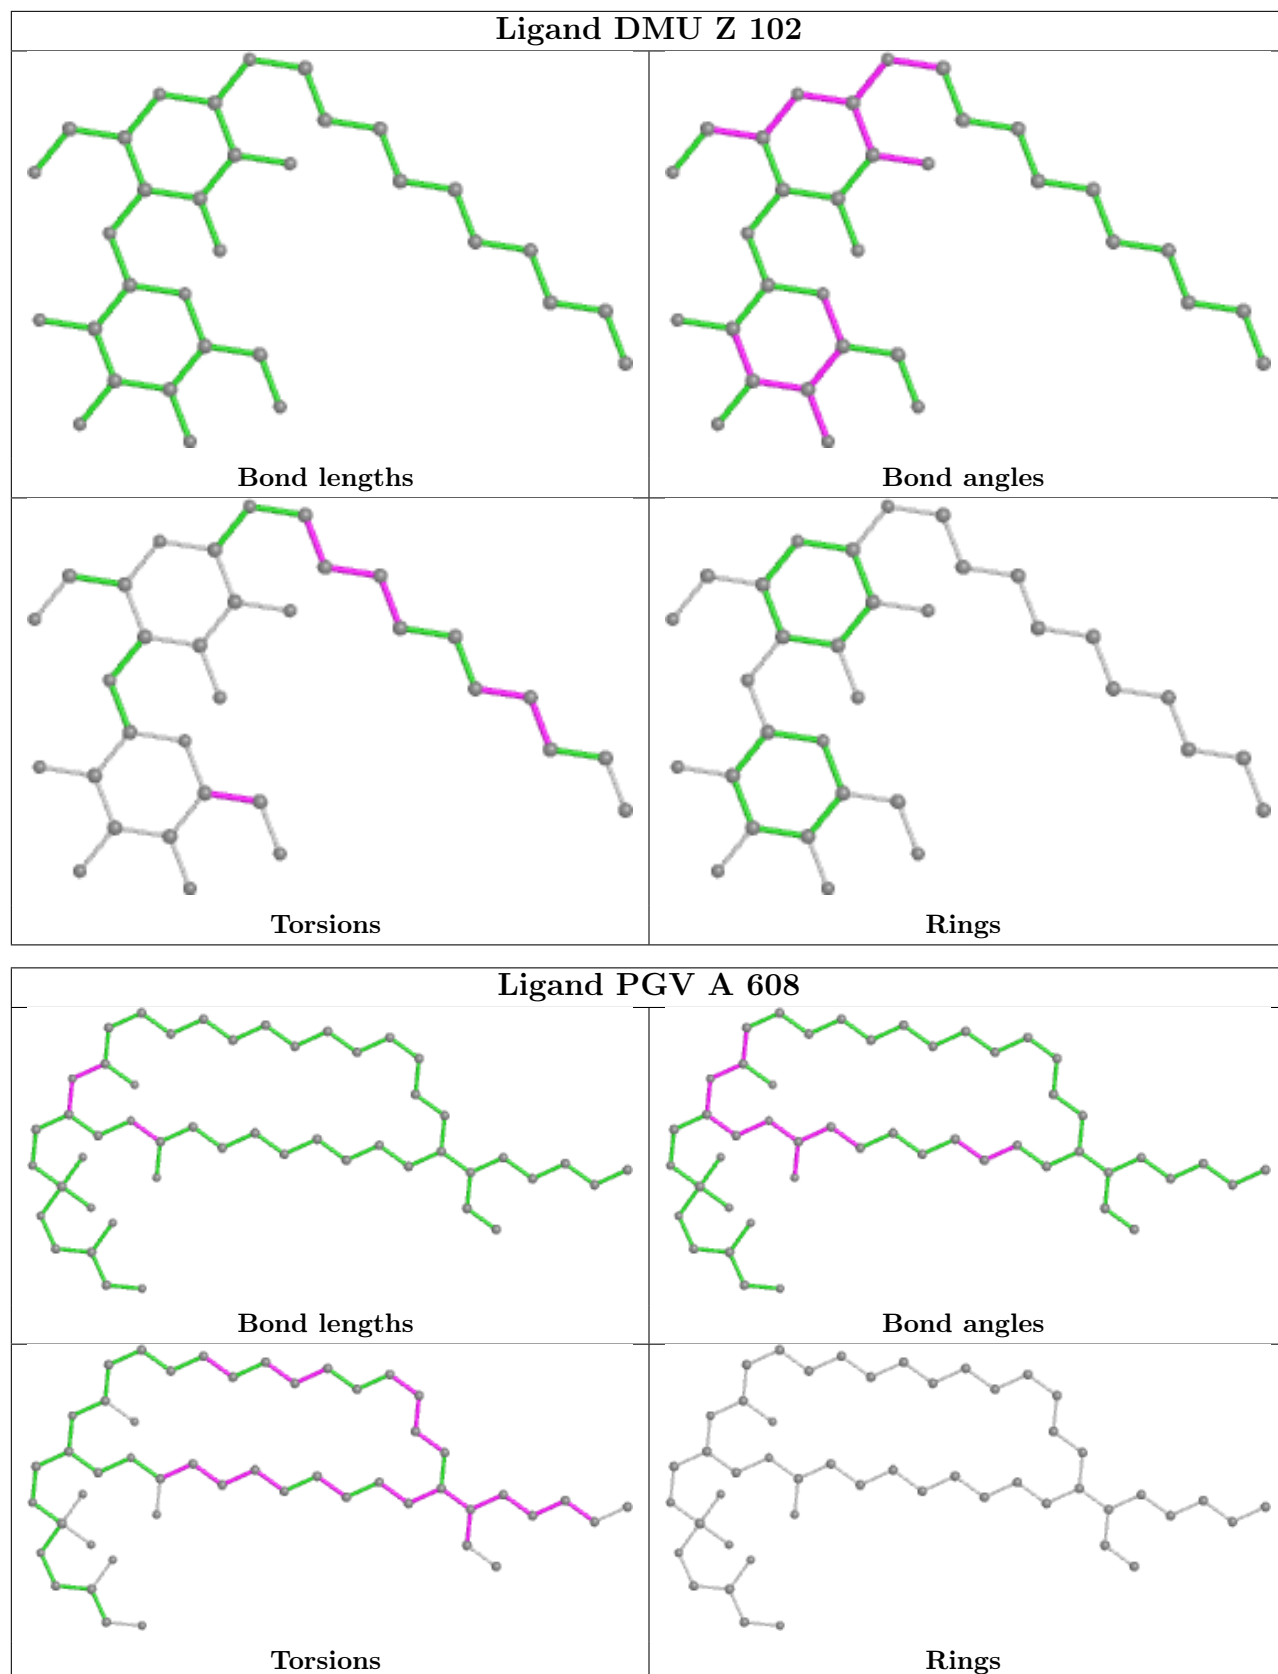 Ligand DMU Z 102
Bond lengths
Bond angles
Torsions
Rings
Ligand PGV A 608
Bond lengths
Bond angles
Torsions
Rings